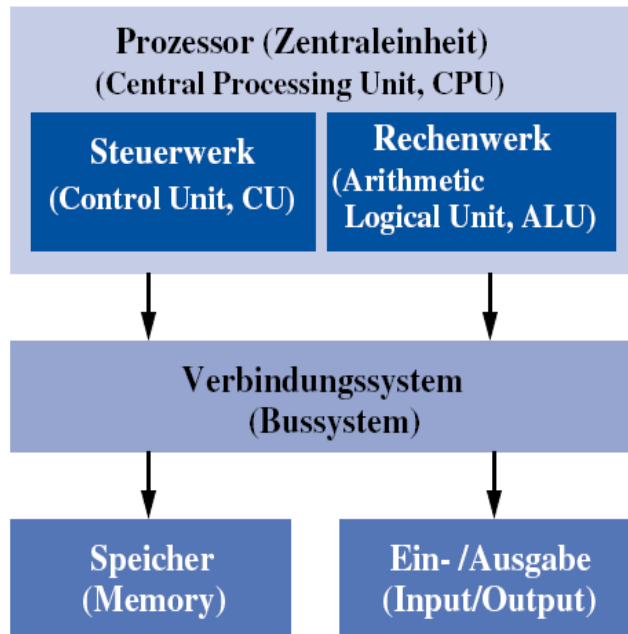 Prozessor (Zentraleinheit)
(Central Processing Unit, CPU)
Steuerwerk
(Control Unit, CU)
Rechenwerk
(Arithmetic
Logical Unit, ALU)
Verbindungssystem
(Bussystem)
Speicher
(Memory)
Ein- /Ausgabe
(Input/Output)